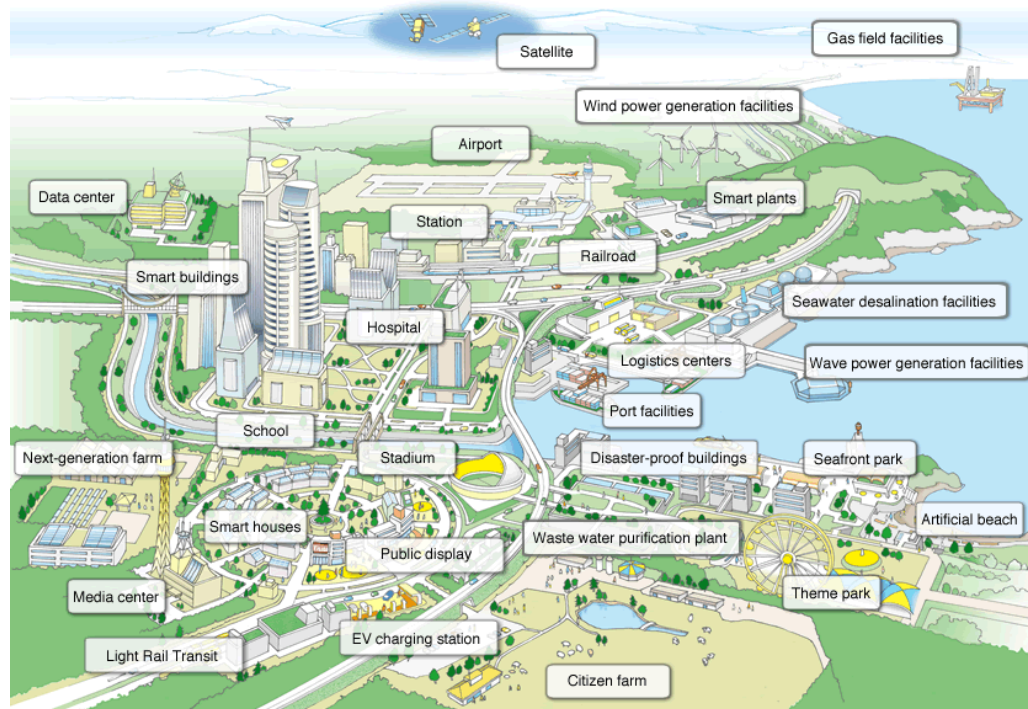 Satellite
Gas field facilities
Wind power generation facilities
Airport
Data center
Station
Smart plants
Railroad
Smart buildings
Seawater desalination facilities
Hospital
Logistics centers
Wave power generation facilities
Port facilities
School
Next-generation farm
Stadium
Disaster-proof buildings
Seafront park
Artificial beach
Smart houses
Waste water purification plant
Public display
Media center
Theme park
EV charging station
Light Rail Transit
Citizen farm